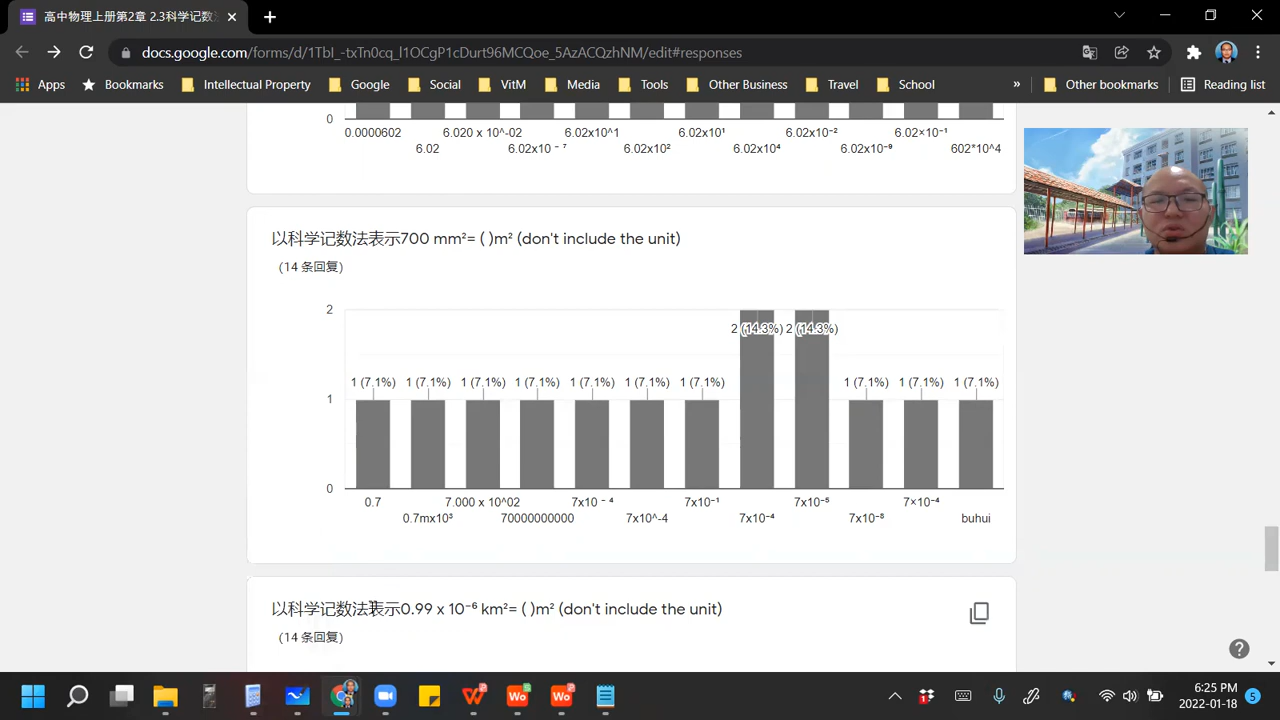 高中物理上册第2章 2.3科学记数法
docs.google.com/forms/d/1TbI_-txTn0cq_l1OCgP1cDurt96MCQoe_5AzACQzhNM/edit#responses
Apps Bookmarks Intellectual Property Google Social VitM Media Tools Other Business Travel School » Other bookmarks Reading list
0
0.0000602 6.020 x 10^-02 6.02x10^1 6.02x10¹ 6.02x10⁻² 6.02×10⁻¹
6.02 6.02x10 ⁻ ⁷ 6.02x10² 6.02x10⁴ 6.02x10⁻⁹ 602*10^4
以科学记数法表示700 mm²= ( )m² (don't include the unit)
(14 条回复)
2
2 (14.3%) 2 (14.3%)
1 (7.1%) 1 (7.1%) 1 (7.1%) 1 (7.1%) 1 (7.1%) 1 (7.1%) 1 (7.1%) 1 (7.1%) 1 (7.1%) 1 (7.1%)
1
0
0.7 7.000 x 10^02 7x10 ⁻ ⁴ 7x10⁻¹ 7x10⁻⁵ 7×10⁻⁴
0.7mx10³ 70000000000 7x10^-4 7x10⁻⁴ 7x10⁻⁸ buhui
以科学记数法表示0.99 x 10⁻⁶ km²= ( )m² (don't include the unit)
(14 条回复)
6:25 PM
2022-01-18
5